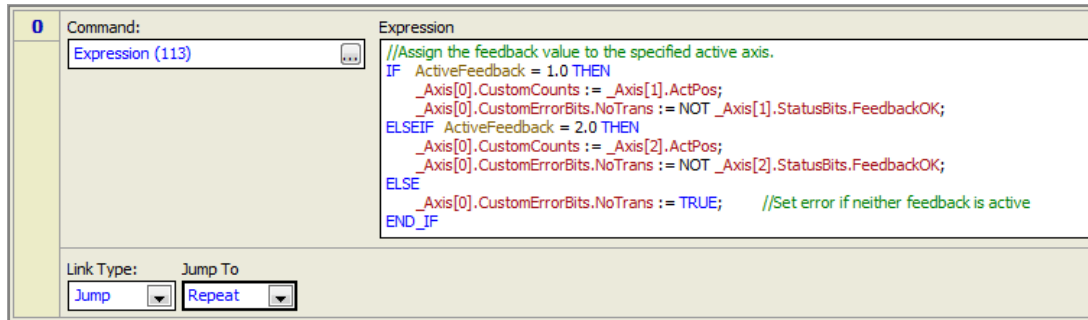 0
Command:
Expression (113)
...
Expression
//Assign the feedback value to the specified active axis.
IF ActiveFeedback = 1.0 THEN
_Axis[0].CustomCounts := _Axis[1].ActPos;
_Axis[0].CustomErrorBits.NoTrans := NOT _Axis[1].StatusBits.FeedbackOK;
ELSEIF ActiveFeedback = 2.0 THEN
_Axis[0].CustomCounts := _Axis[2].ActPos;
_Axis[0].CustomErrorBits.NoTrans := NOT _Axis[2].StatusBits.FeedbackOK;
ELSE
_Axis[0].CustomErrorBits.NoTrans := TRUE; //Set error if neither feedback is active
END_IF
Link Type: Jump To
Jump Repeat